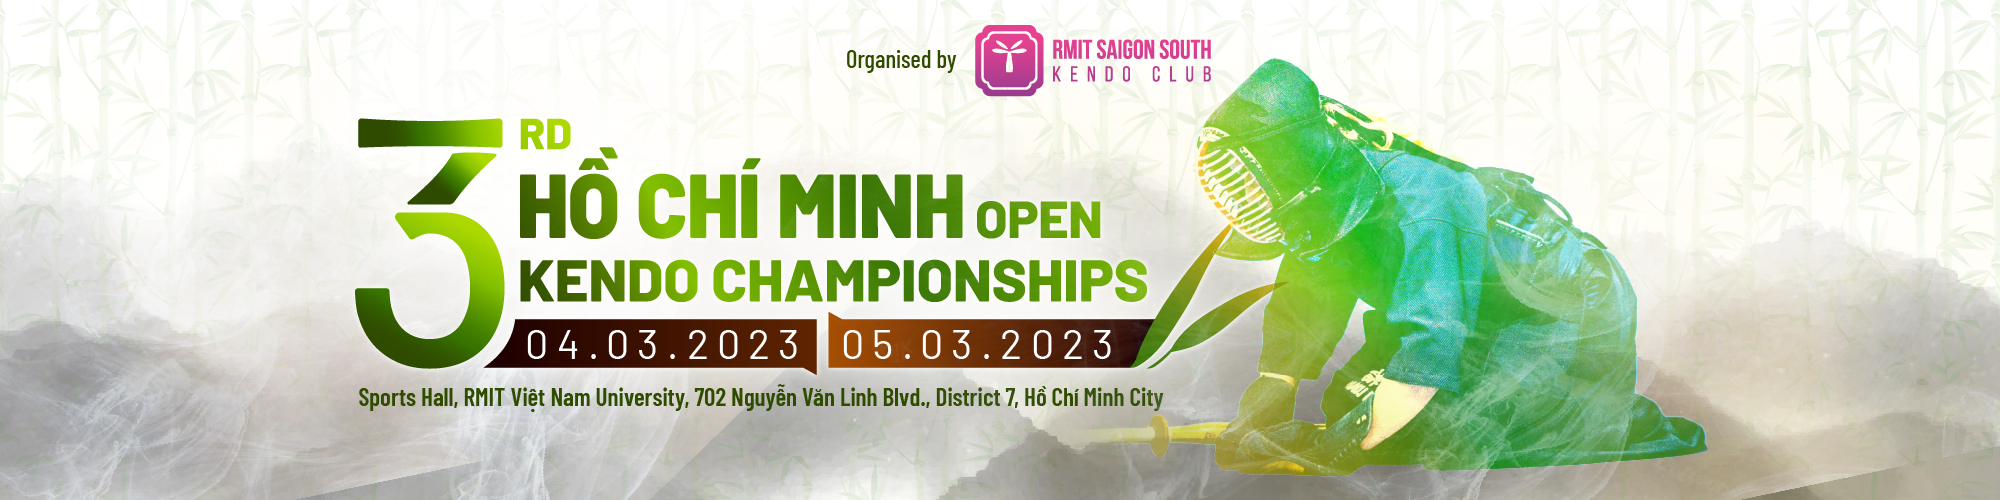 Organised by
RMIT SAIGON SOUTH
KENDO CLUB
3RD
HỒ CHÍ MINH OPEN
KENDO CHAMPIONSHIPS
04.03.2023 05.03.2023
Sports Hall, RMIT Việt Nam University, 702 Nguyễn Văn Linh Blvd., District 7, Hồ Chí Minh City